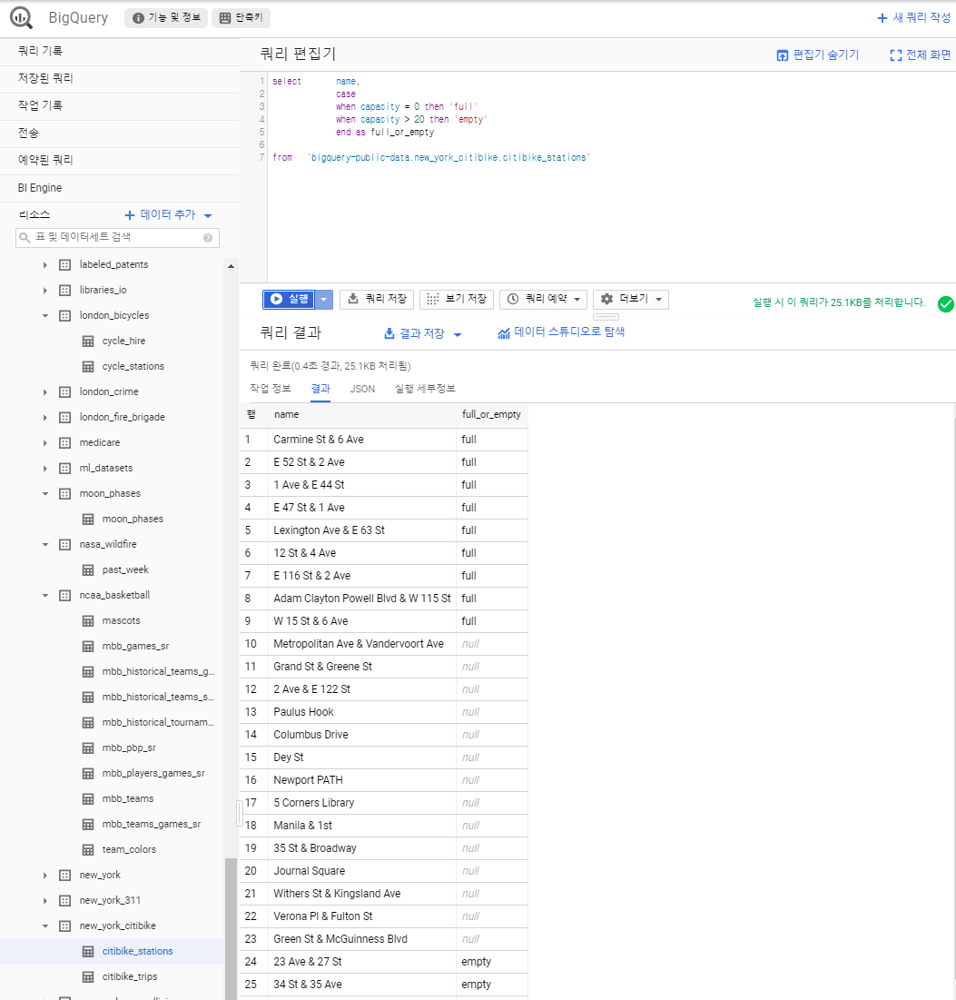 BigQuery 기능 및 정보 단축키 새 쿼리 작성
쿼리 기록
저장된 쿼리
작업 기록
전송
예약된 쿼리
BI Engine
리소스 데이터 추가
표 및 데이터세트 검색
labeled_patents
libraries_io
london_bicycles
cycle_hire
cycle_stations
london_crime
london_fire_brigade
medicare
ml_datasets
moon_phases
moon_phases
nasa_wildfire
past_week
ncaa_basketball
mascots
mbb_games_sr
mbb_historical_teams_g...
mbb_historical_teams_s...
mbb_historical_tournam...
mbb_pbp_sr
mbb_players_games_sr
mbb_teams
mbb_teams_games_sr
team_colors
new_york
new_york_311
new_york_citibike
citibike_stations
citibike_trips
쿼리 편집기 편집기 숨기기 전체 화면
1 select name,
2 case
3 when capacity = 0 then 'full'
4 when capacity > 20 then 'empty'
5 end as full_or_empty
6
7 from `bigquery-public-data.new_york_citibike.citibike_stations`
실행 쿼리 저장 보기 저장 쿼리 예약 더보기 실행 시 이 쿼리가 25.1KB를 처리합니다.
쿼리 결과 결과 저장 데이터 스튜디오로 탐색
쿼리 완료(0.4초 경과, 25.1KB 처리됨)
작업 정보 결과 JSON 실행 세부정보
행 name full_or_empty
1 Carmine St & 6 Ave full
2 E 52 St & 2 Ave full
3 1 Ave & E 44 St full
4 E 47 St & 1 Ave full
5 Lexington Ave & E 63 St full
6 12 St & 4 Ave full
7 E 116 St & 2 Ave full
8 Adam Clayton Powell Blvd & W 115 St full
9 W 15 St & 6 Ave full
10 Metropolitan Ave & Vandervoort Ave null
11 Grand St & Greene St null
12 2 Ave & E 122 St null
13 Paulus Hook null
14 Columbus Drive null
15 Dey St null
16 Newport PATH null
17 5 Corners Library null
18 Manila & 1st null
19 35 St & Broadway null
20 Journal Square null
21 Withers St & Kingsland Ave null
22 Verona Pl & Fulton St null
23 Green St & McGuinness Blvd null
24 23 Ave & 27 St empty
25 34 St & 35 Ave empty